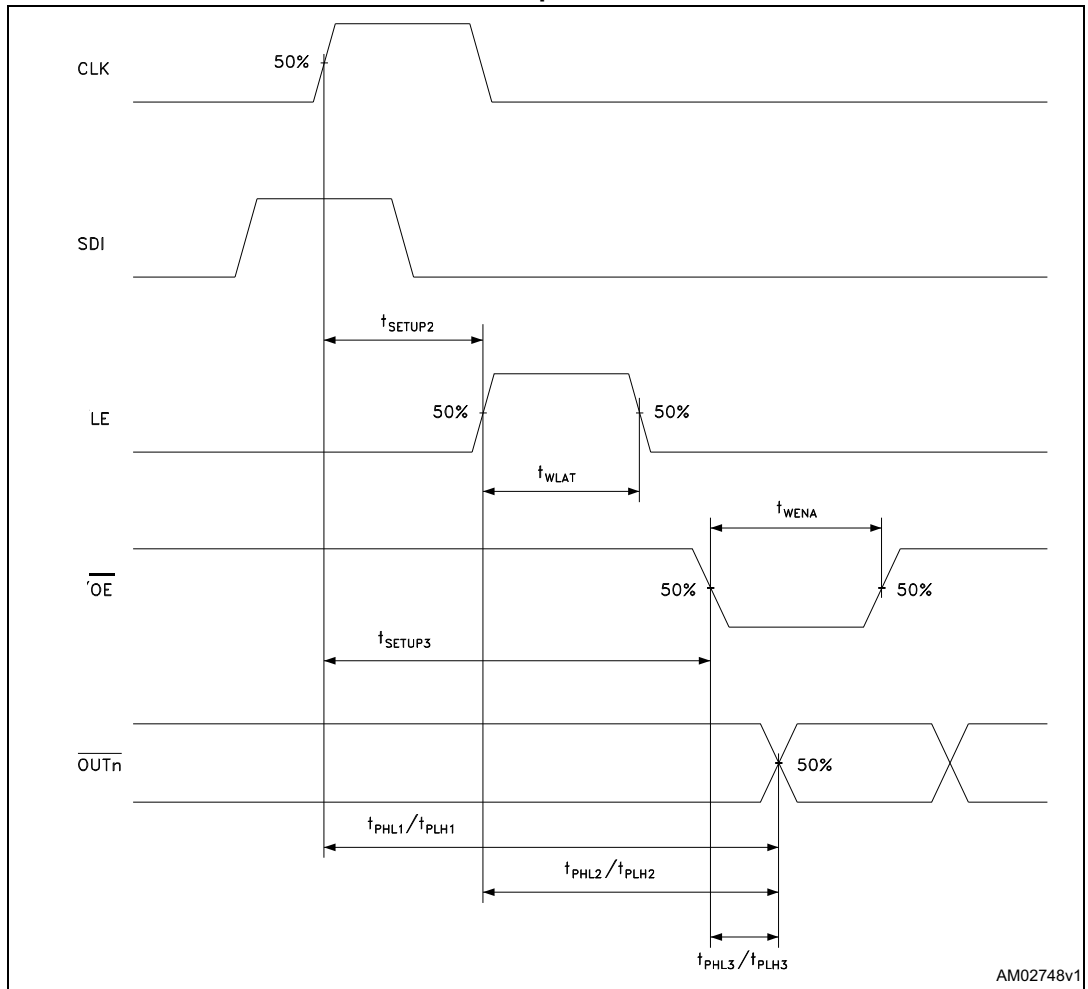 CLK
50%
SDI
tSETUP2
LE
50%
50%
tWLAT
tWENA
OE
50%
50%
tSETUP3
OUTn
50%
tPHL1/tPLH1
tPHL2/tPLH2
tPHL3/tPLH3
AM02748v1